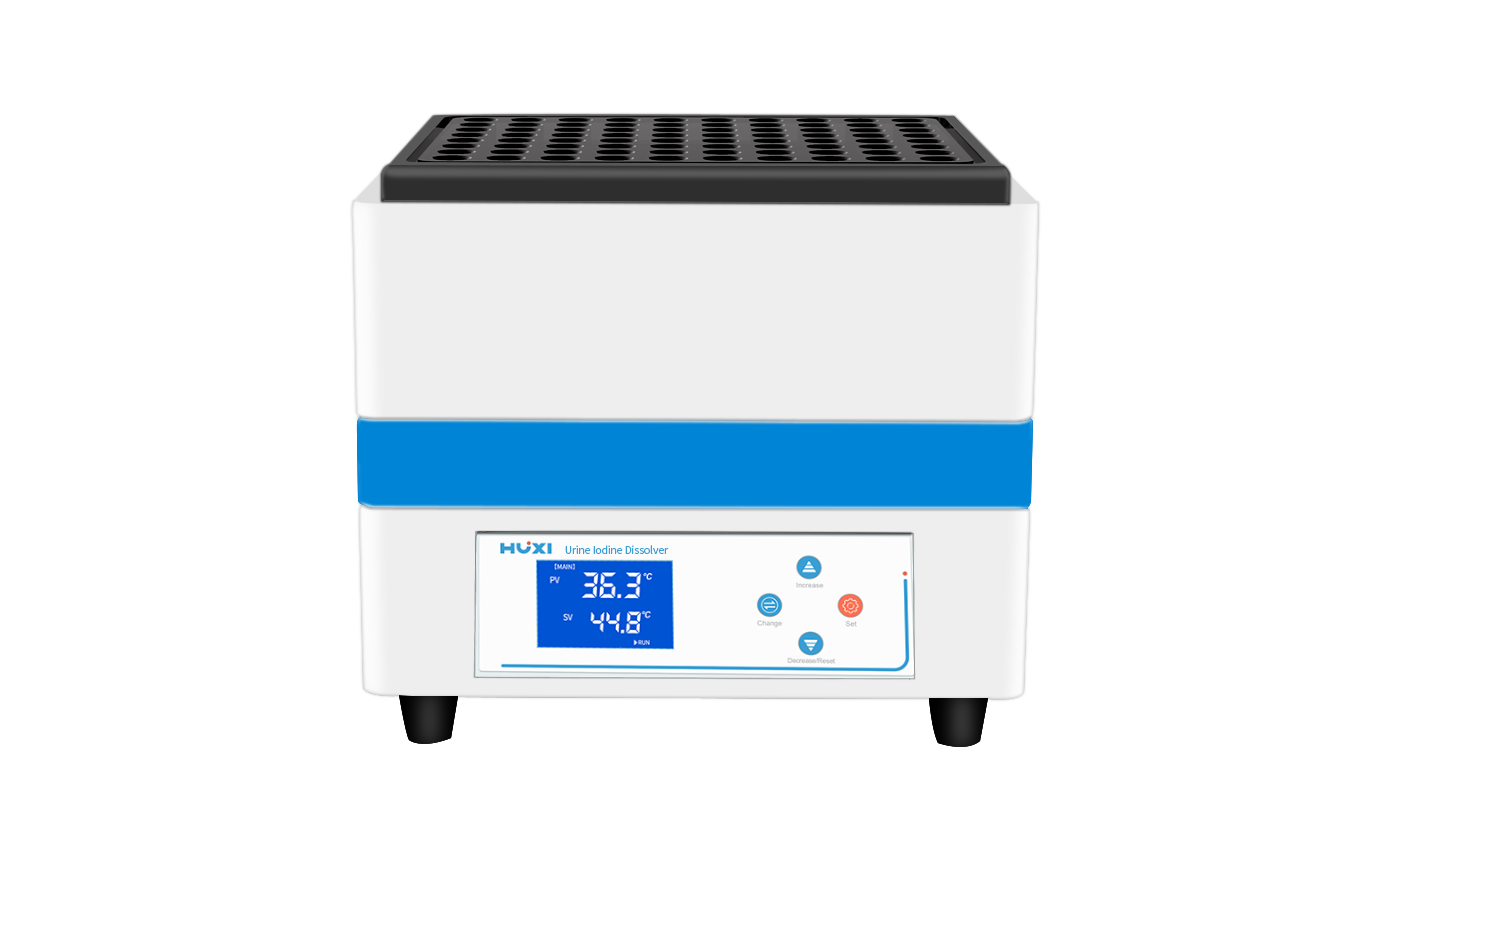 HUXI Urine Iodine Dissolver
[MAIN]
PV 36.3 °C
SV 44.8 °C
RUN
Increase
Change
Set
Decrease/Reset